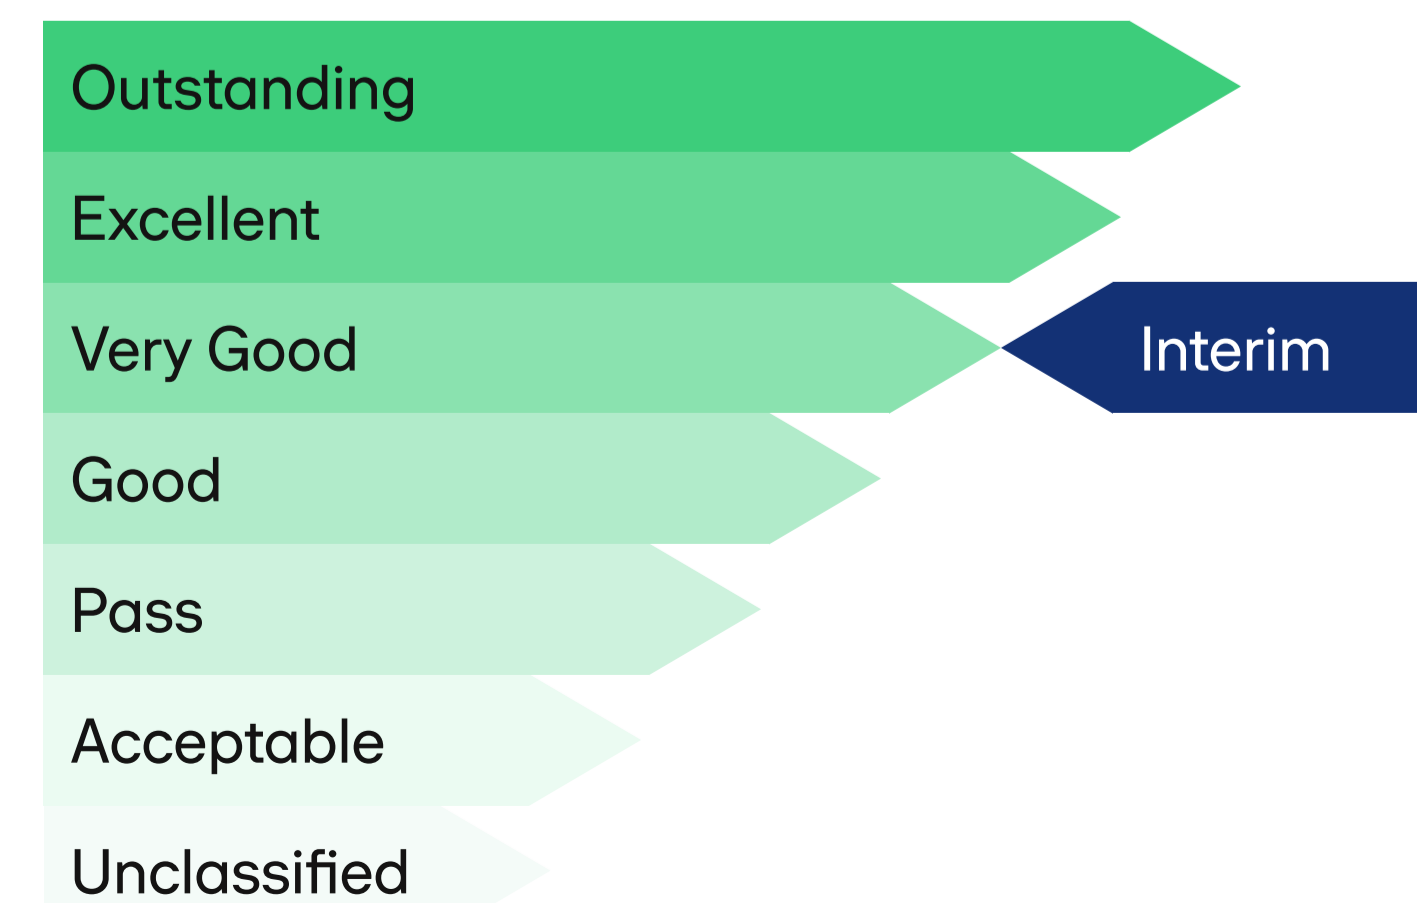 Outstanding
Excellent
Very Good
Interim
Good
Pass
Acceptable
Unclassified